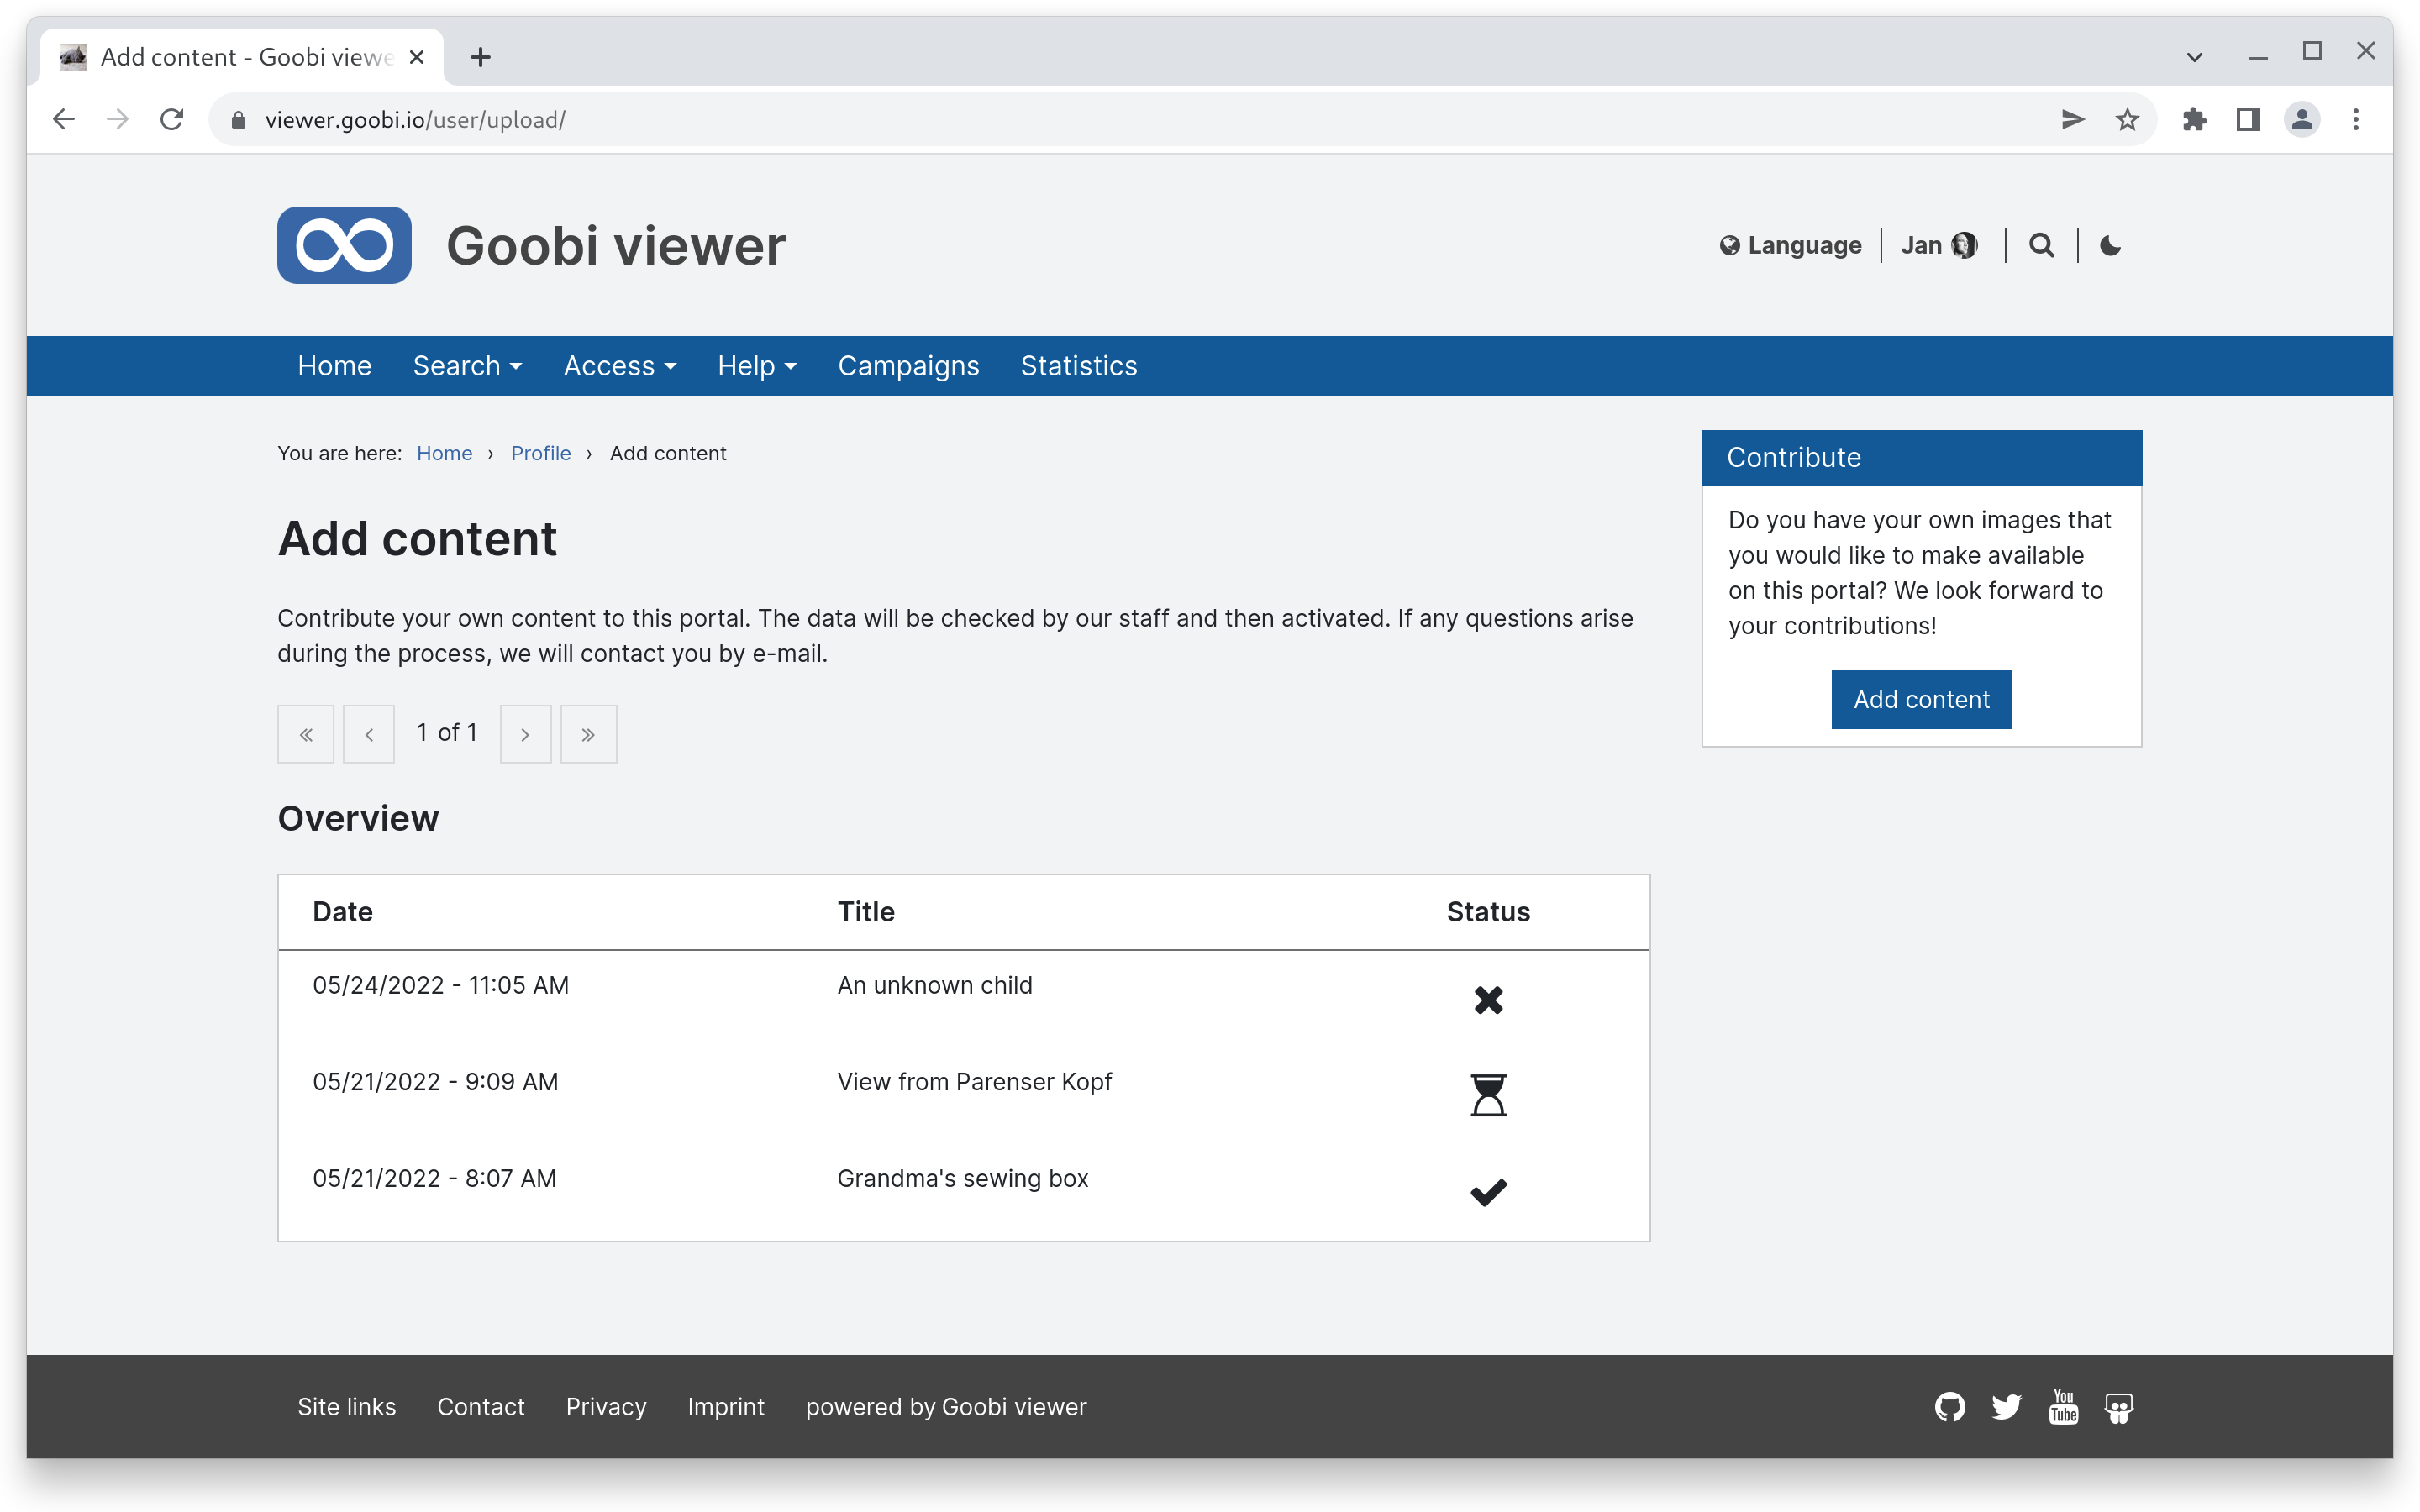 Add content - Goobi viewe
viewer.goobi.io/user/upload/
Goobi viewer
Language
Jan
Home
Search
Access
Help
Campaigns
Statistics
You are here: Home › Profile › Add content
Add content
Contribute your own content to this portal. The data will be checked by our staff and then activated. If any questions arise
during the process, we will contact you by e-mail.
« ‹ 1 of 1 › »
Overview
Date Title Status
05/24/2022 - 11:05 AM An unknown child
05/21/2022 - 9:09 AM View from Parenser Kopf
05/21/2022 - 8:07 AM Grandma's sewing box
Contribute
Do you have your own images that
you would like to make available
on this portal? We look forward to
your contributions!
Add content
Site links
Contact
Privacy
Imprint
powered by Goobi viewer
You
Tube